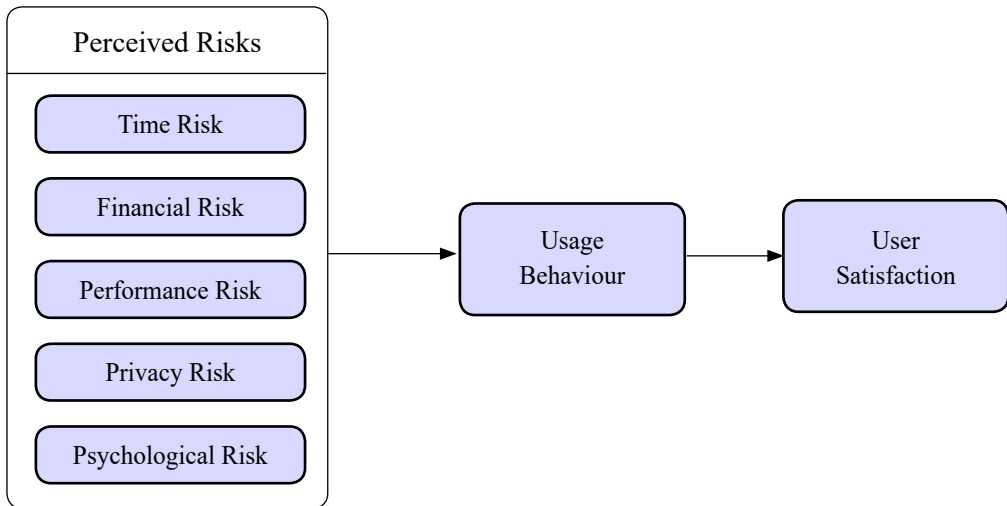 Perceived Risks
Time Risk
Financial Risk
Performance Risk
Privacy Risk
Psychological Risk
Usage
Behaviour
User
Satisfaction